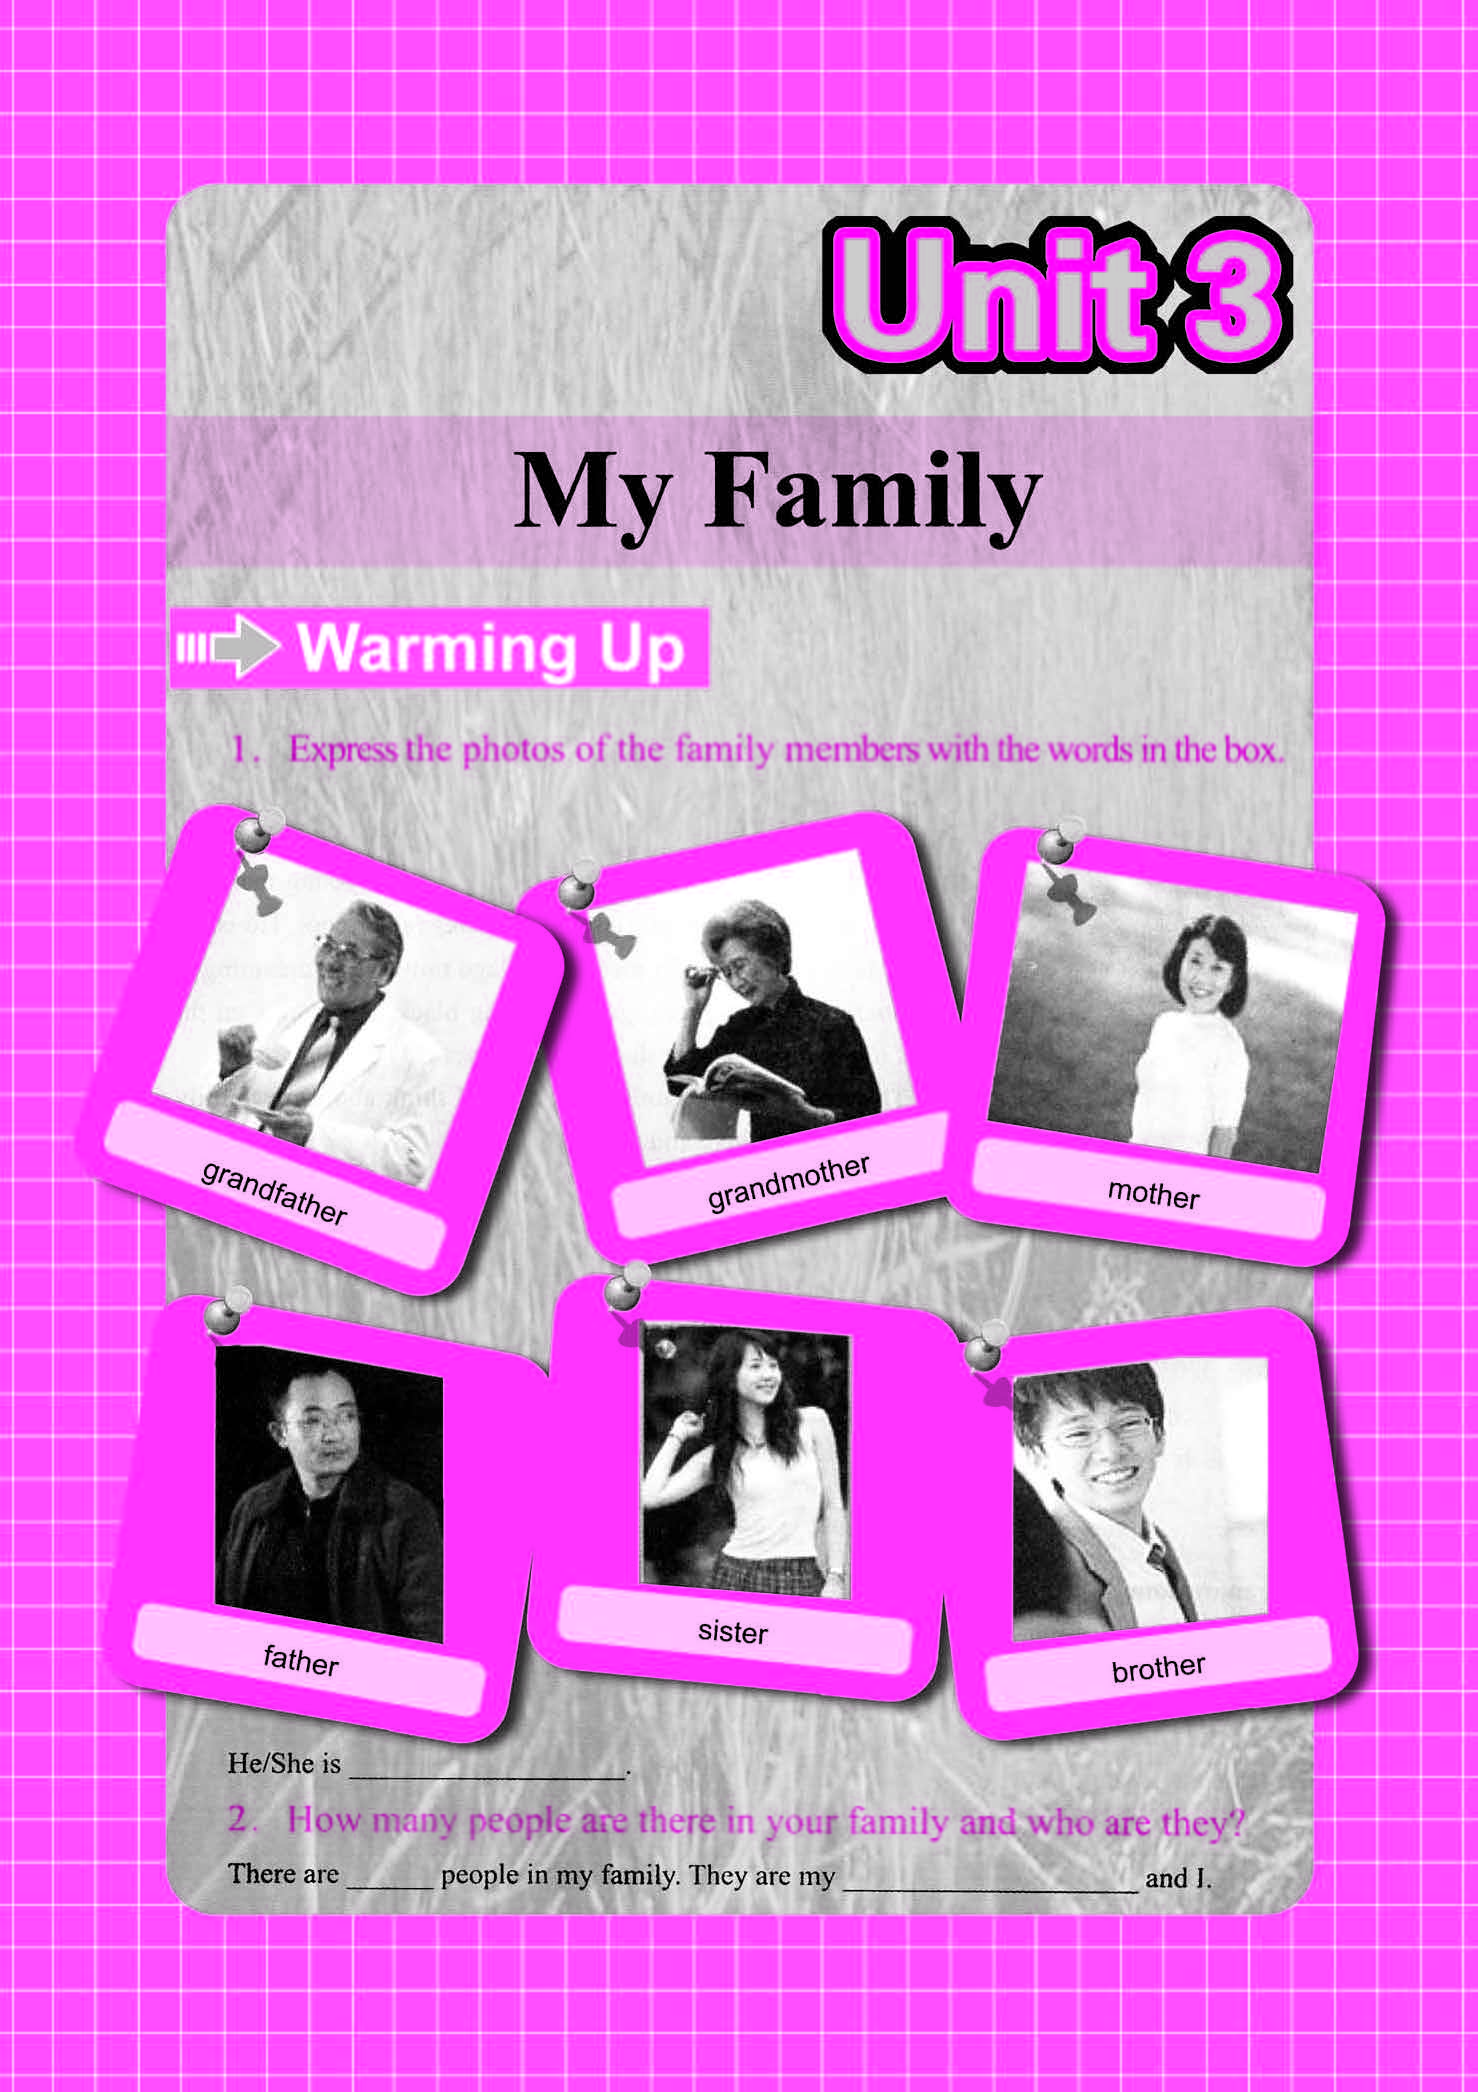 Unit 3
My Family
Warming Up
1. Express the photos of the family members with the words in the box.
grandfather
grandmother
mother
father
sister
brother
He/She is ____________________.
2. How many people are there in your family and who are they?
There are ______ people in my family. They are my ____________________ and I.